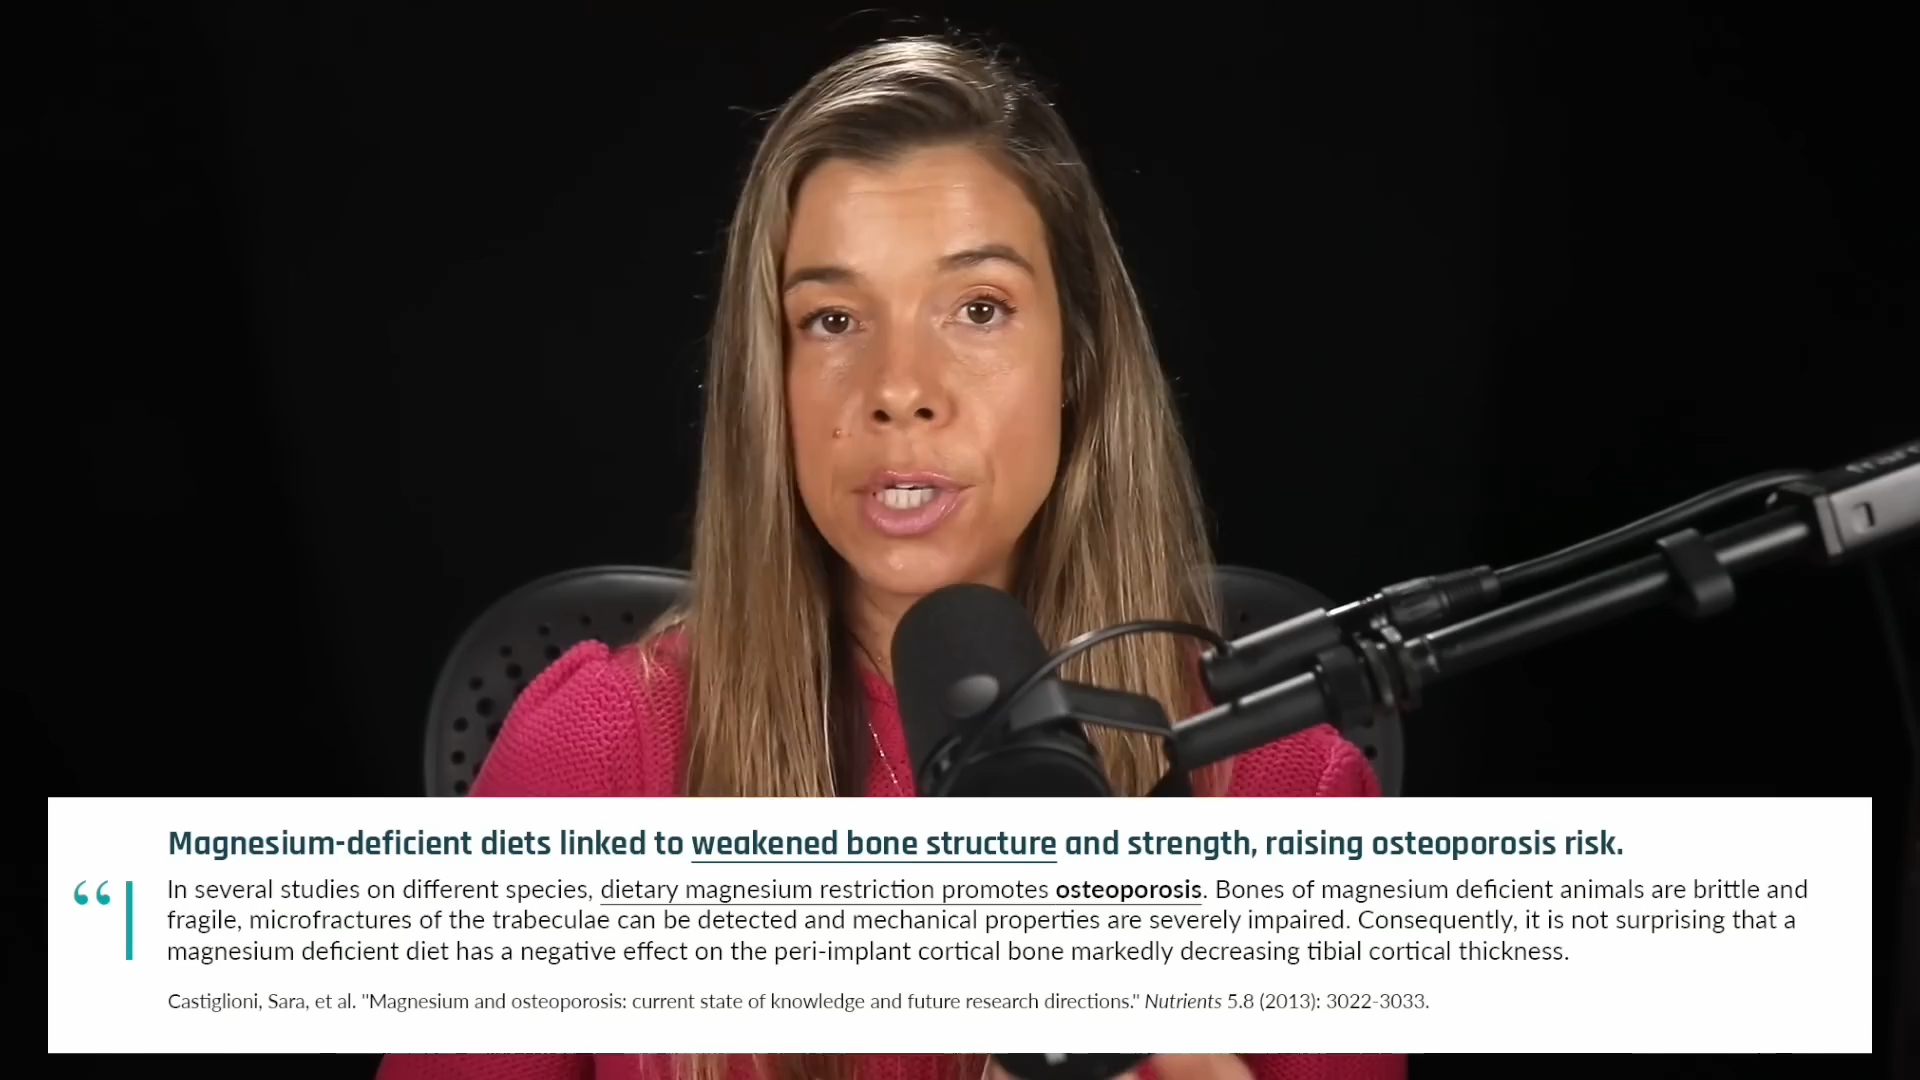 Magnesium-deficient diets linked to weakened bone structure and strength, raising osteoporosis risk.
“ In several studies on different species, dietary magnesium restriction promotes osteoporosis. Bones of magnesium deficient animals are brittle and
fragile, microfractures of the trabeculae can be detected and mechanical properties are severely impaired. Consequently, it is not surprising that a
magnesium deficient diet has a negative effect on the peri-implant cortical bone markedly decreasing tibial cortical thickness.
Castiglioni, Sara, et al. "Magnesium and osteoporosis: current state of knowledge and future research directions." Nutrients 5.8 (2013): 3022-3033.